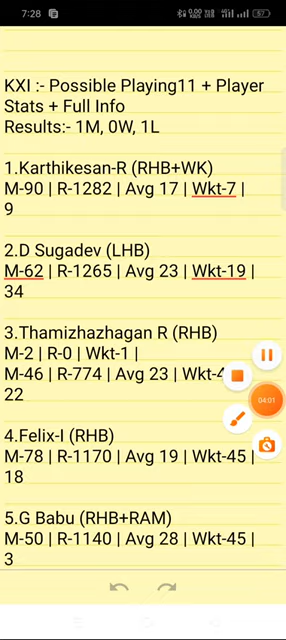 7:28
KXI :- Possible Playing11 + Player
Stats + Full Info
Results:- 1M, 0W, 1L
1.Karthikesan-R (RHB+WK)
M-90 | R-1282 | Avg 17 | Wkt-7 |
9
2.D Sugadev (LHB)
M-62 | R-1265 | Avg 23 | Wkt-19 |
34
3.Thamizhazhagan R (RHB)
M-2 | R-0 | Wkt-1 |
M-46 | R-774 | Avg 23 | Wkt-4
22
04:01
4.Felix-I (RHB)
M-78 | R-1170 | Avg 19 | Wkt-45 |
18
5.G Babu (RHB+RAM)
M-50 | R-1140 | Avg 28 | Wkt-45 |
3